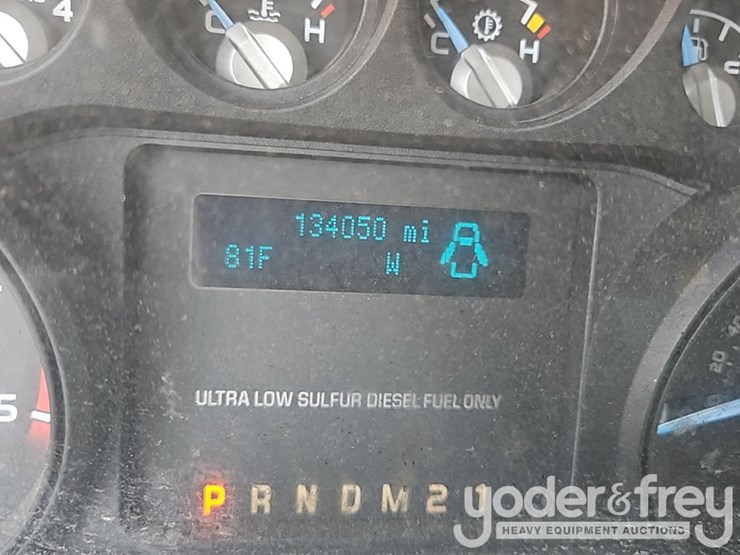 4
C H
C H
134050 mi
81F W
20 40
5
ULTRA LOW SULFUR DIESEL FUEL ONLY
P R N D M 2 1
yoder&frey
HEAVY EQUIPMENT AUCTIONS